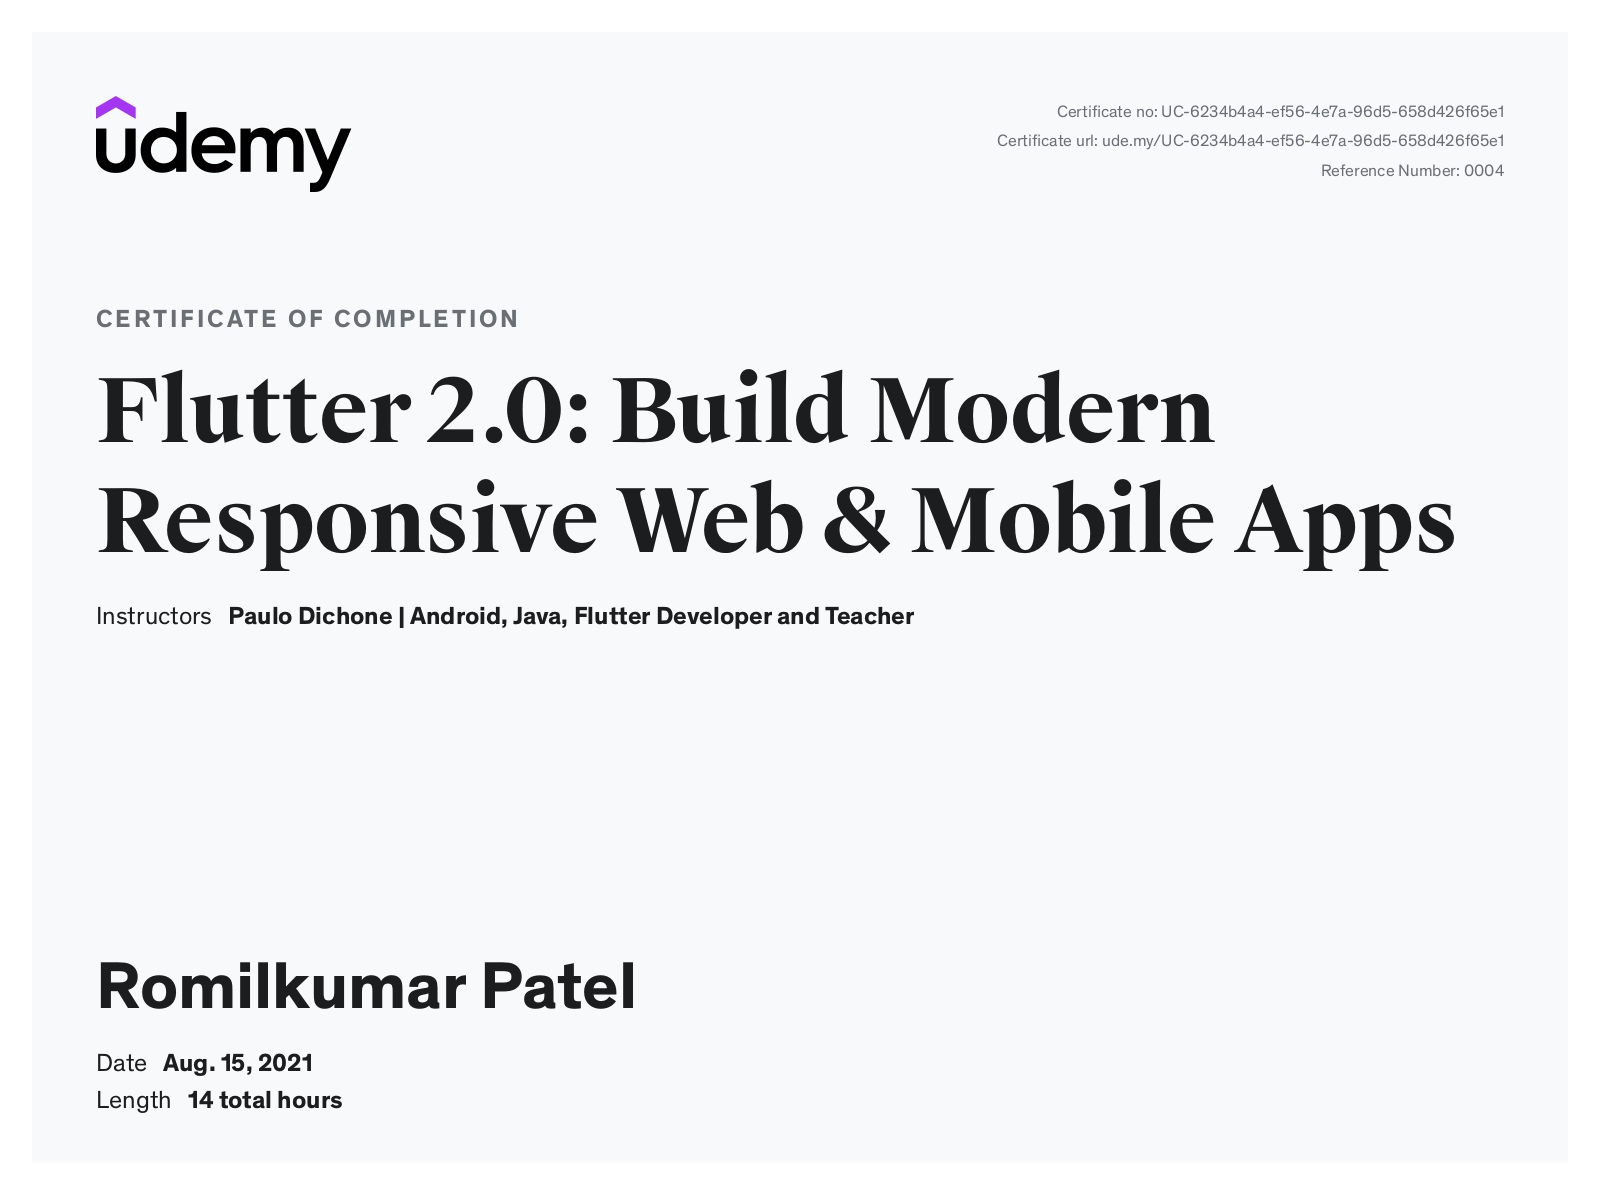 udemy
Certificate no: UC-6234b4a4-ef56-4e7a-96d5-658d426f65e1
Certificate url: ude.my/UC-6234b4a4-ef56-4e7a-96d5-658d426f65e1
Reference Number: 0004
CERTIFICATE OF COMPLETION
Flutter 2.0: Build Modern
Responsive Web & Mobile Apps
Instructors Paulo Dichone | Android, Java, Flutter Developer and Teacher
Romilkumar Patel
Date Aug. 15, 2021
Length 14 total hours